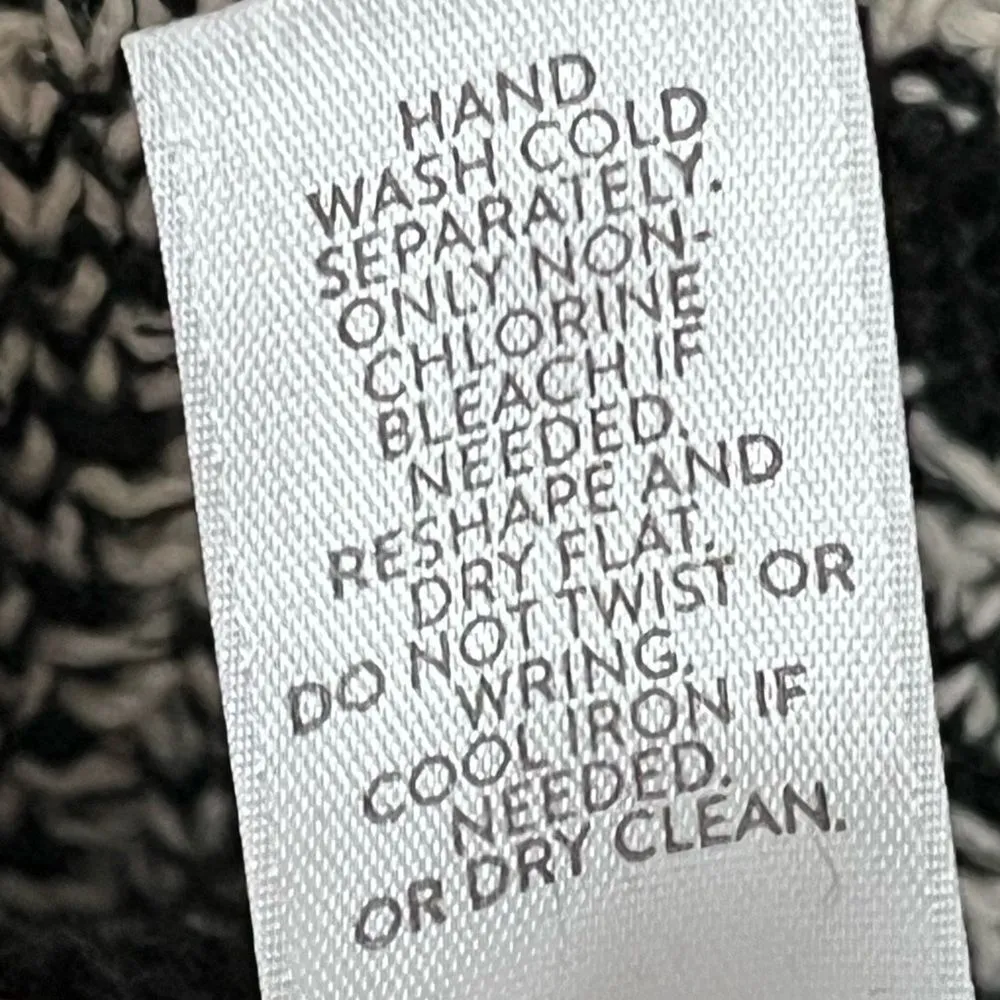 HAND
WASH COLD
SEPARATELY.
ONLY NON-
CHLORINE
BLEACH IF
NEEDED.
RESHAPE AND
DRY FLAT.
DO NOT TWIST OR
WRING.
COOL IRON IF
NEEDED.
OR DRY CLEAN.